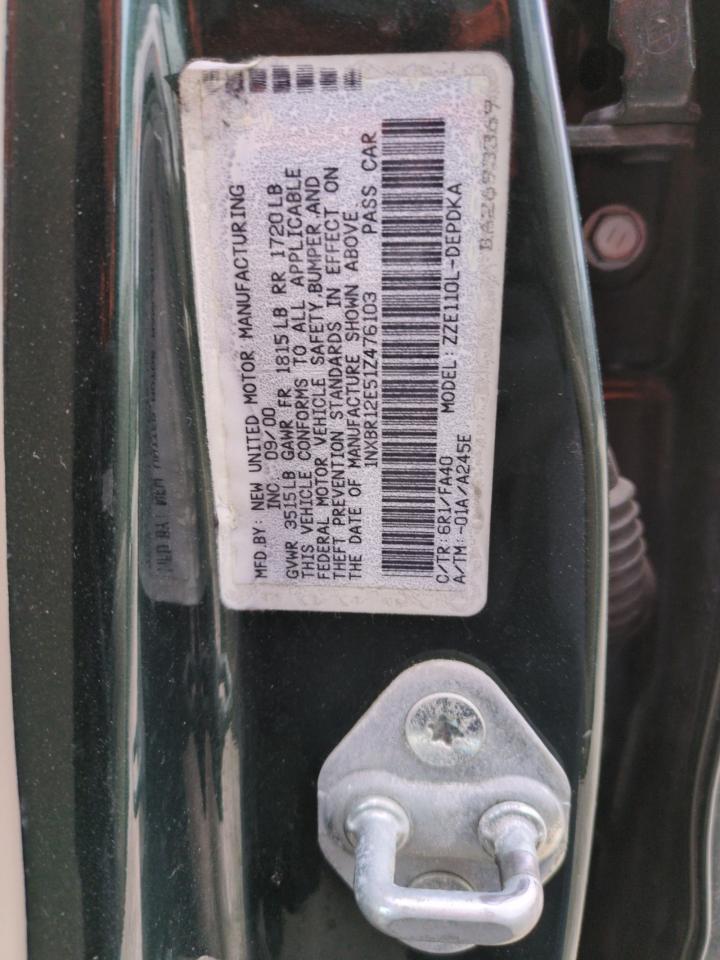 MFD.BY: NEW UNITED MOTOR MANUFACTURING
INC. 09/00
GVWR 3515LB GAWR FR 1815LB RR 1720LB
THIS VEHICLE CONFORMS TO ALL APPLICABLE
FEDERAL MOTOR VEHICLE SAFETY,BUMPER,AND
THEFT PREVENTION STANDARDS IN EFFECT ON
THE DATE OF MANUFACTURE SHOWN ABOVE
1NXBR12E51Z476103 PASS CAR
C/TR: 6R1/FA40 MODEL: ZZE110L-DEPDKA
A/TM: -01A/A245E